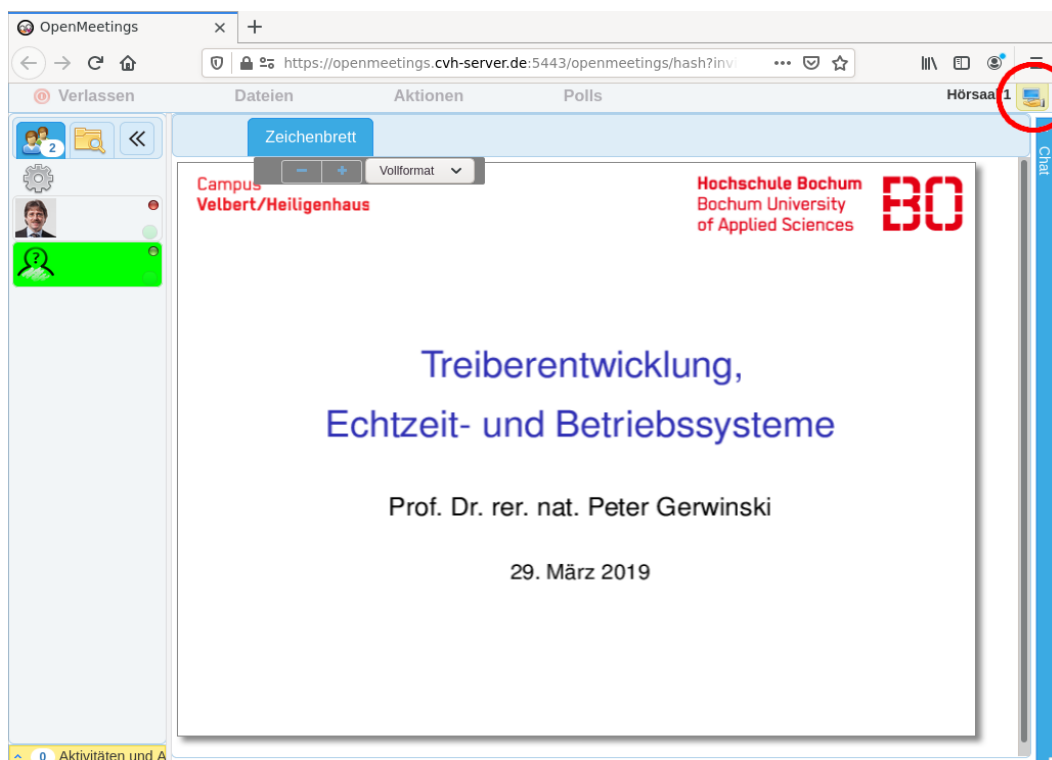 OpenMeetings
https://openmeetings.cvh-server.de:5443/openmeetings/hash?inv
Verlassen Dateien Aktionen Polls Hörsaal 1
2
Zeichenbrett
Chat
Vollformat
Campus
Velbert/Heiligenhaus
Hochschule Bochum
Bochum University
of Applied Sciences
BO
?
Treiberentwicklung,
Echtzeit- und Betriebssysteme
Prof. Dr. rer. nat. Peter Gerwinski
29. März 2019
0 Aktivitäten und A